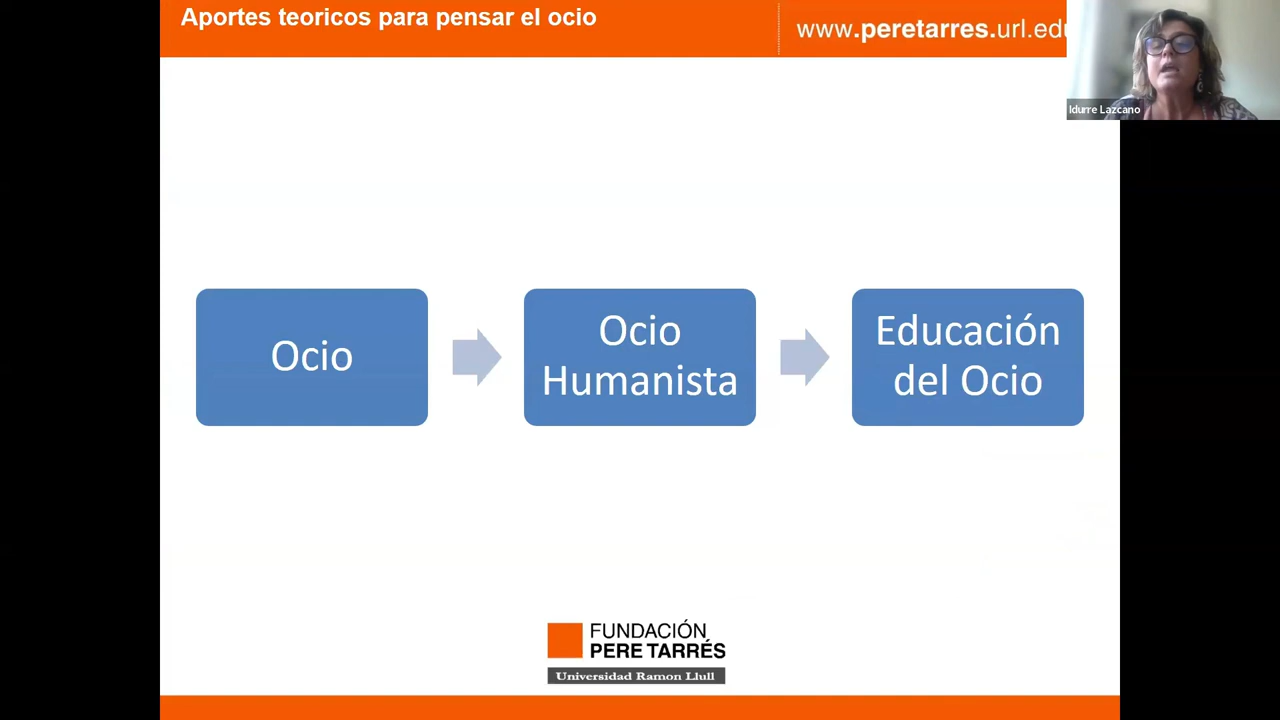 Aportes teoricos para pensar el ocio
www.peretarres.url.edu
Idurre Lazcano
Ocio
Ocio
Humanista
Educación
del Ocio
FUNDACIÓN
PERE TARRÉS
Universidad Ramon Llull